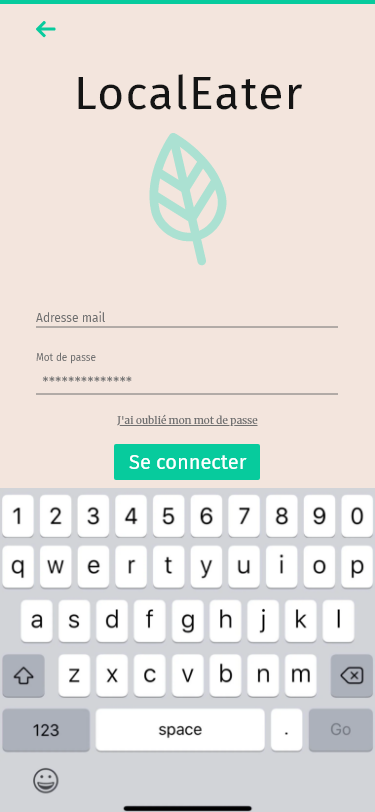 LocalEater
Adresse mail
Mot de passe
**************
J'ai oublié mon mot de passe
Se connecter
1 2 3 4 5 6 7 8 9 0
q w e r t y u i o p
a s d f g h j k l
z x c v b n m
123 space . Go